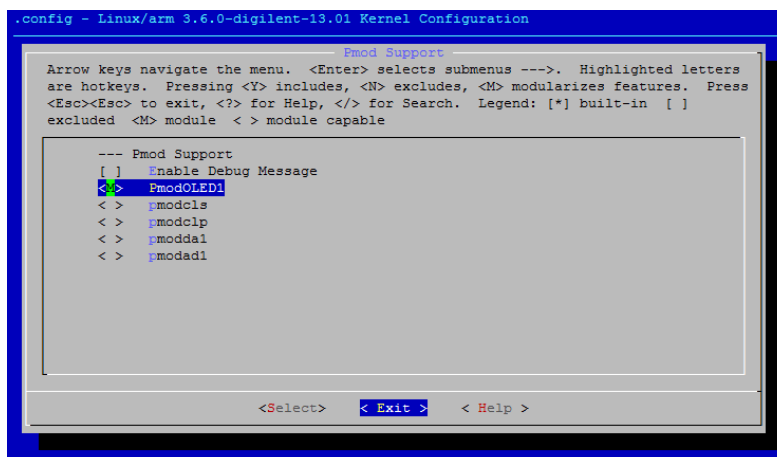 .config - Linux/arm 3.6.0-digilent-13.01 Kernel Configuration
Pmod Support
Arrow keys navigate the menu.  <Enter> selects submenus --->.  Highlighted letters
are hotkeys.  Pressing <Y> includes, <N> excludes, <M> modularizes features.  Press
<Esc><Esc> to exit, <?> for Help, </> for Search.  Legend: [*] built-in  [ ]
excluded  <M> module  < > module capable
--- Pmod Support
[ ]   Enable Debug Message
<M>   PmodOLED1
< >   pmodcls
< >   pmodclp
< >   pmodda1
< >   pmodad1
<Select>    < Exit >    < Help >